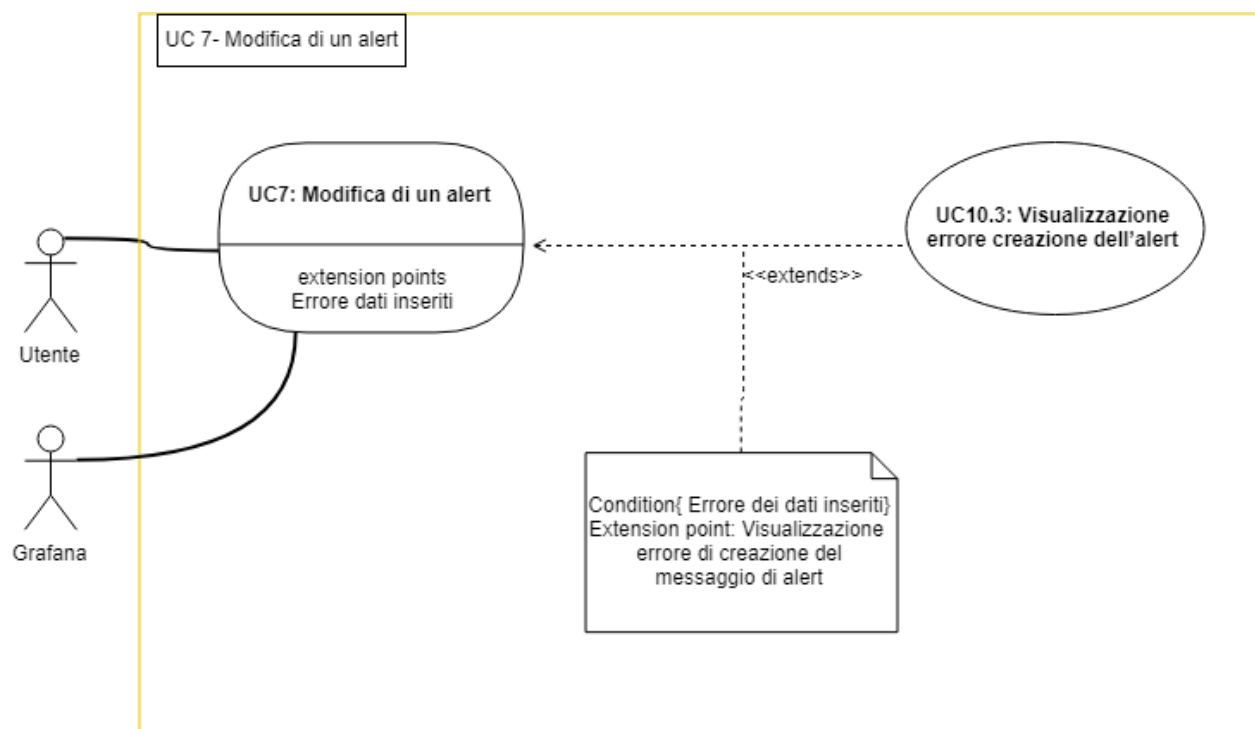 UC 7- Modifica di un alert
UC7: Modifica di un alert
extension points
Errore dati inseriti
UC10.3: Visualizzazione
errore creazione dell'alert
<<extends>>
Utente
Grafana
Condition{ Errore dei dati inseriti}
Extension point: Visualizzazione
errore di creazione del
messaggio di alert